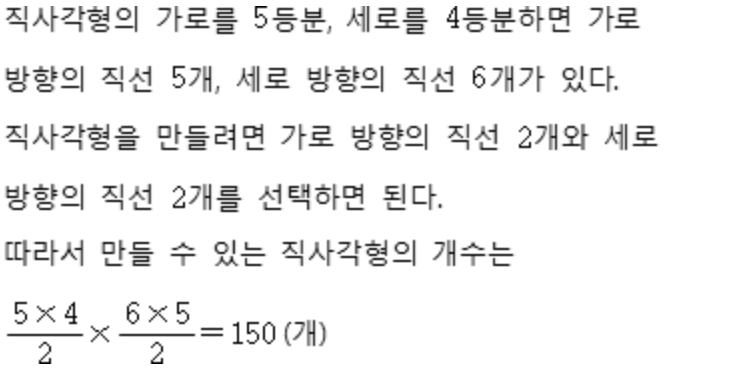 직사각형의 가로를 5등분, 세로를 4등분하면 가로
방향의 직선 5개, 세로 방향의 직선 6개가 있다.
직사각형을 만들려면 가로 방향의 직선 2개와 세로
방향의 직선 2개를 선택하면 된다.
따라서 만들 수 있는 직사각형의 개수는
5×4/2 × 6×5/2 = 150 (개)